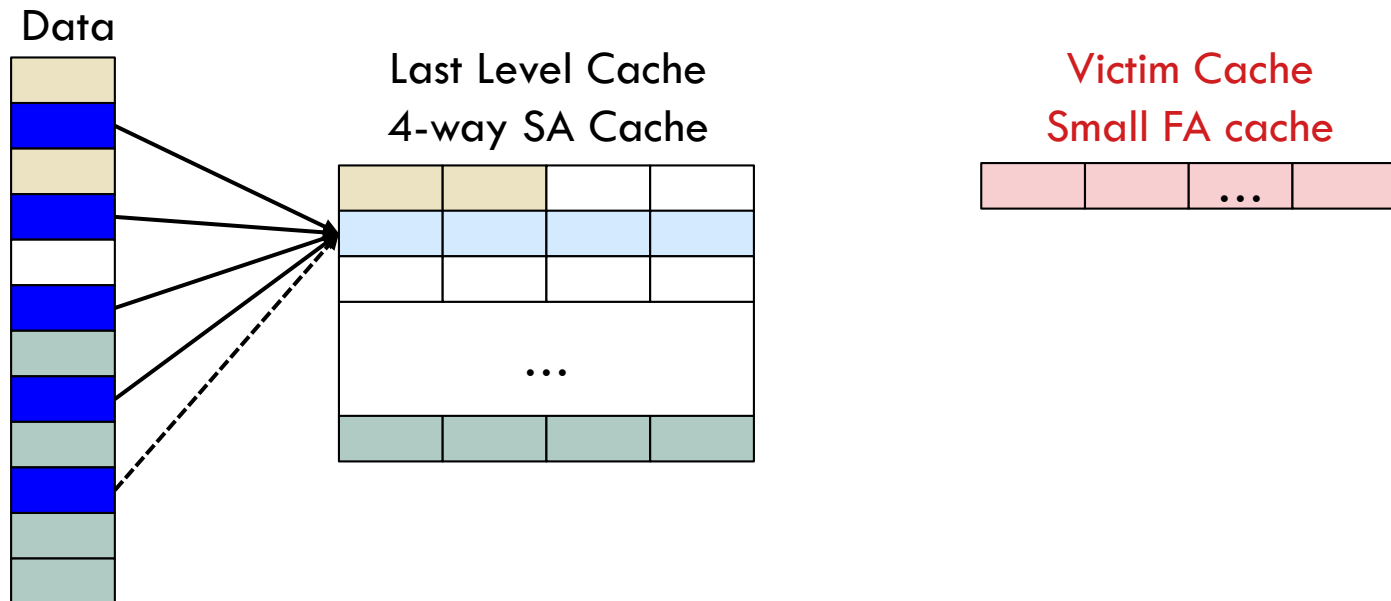 Data
Last Level Cache
4-way SA Cache
...
Victim Cache
Small FA cache
...